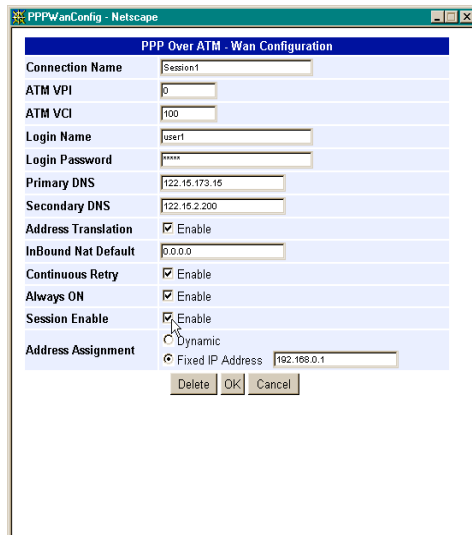 PPPWanConfig - Netscape
PPP Over ATM - Wan Configuration
Connection Name Session1
ATM VPI 0
ATM VCI 100
Login Name user1
Login Password *****
Primary DNS 122.15.173.15
Secondary DNS 122.15.2.200
Address Translation Enable
InBound Nat Default 0.0.0.0
Continuous Retry Enable
Always ON Enable
Session Enable Enable
Address Assignment Dynamic
Fixed IP Address 192.168.0.1
Delete OK Cancel